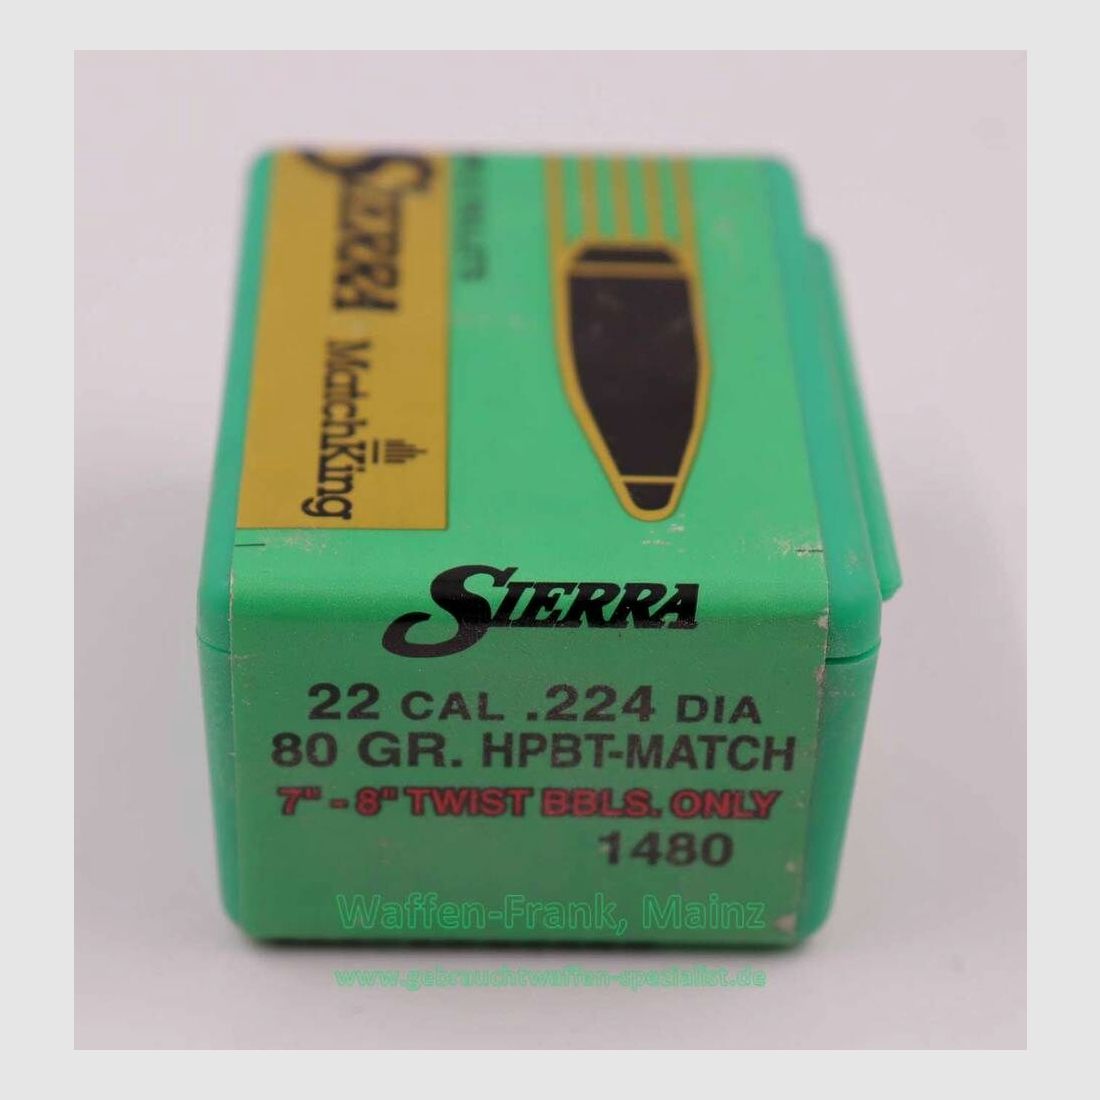 SIERRA
MatchKing
SIERRA
22 CAL .224 DIA
80 GR. HPBT-MATCH
7" - 8" TWIST BBLS. ONLY
1480
Waffen-Frank, Mainz
www.gebrauchtwaffen-spezialist.de